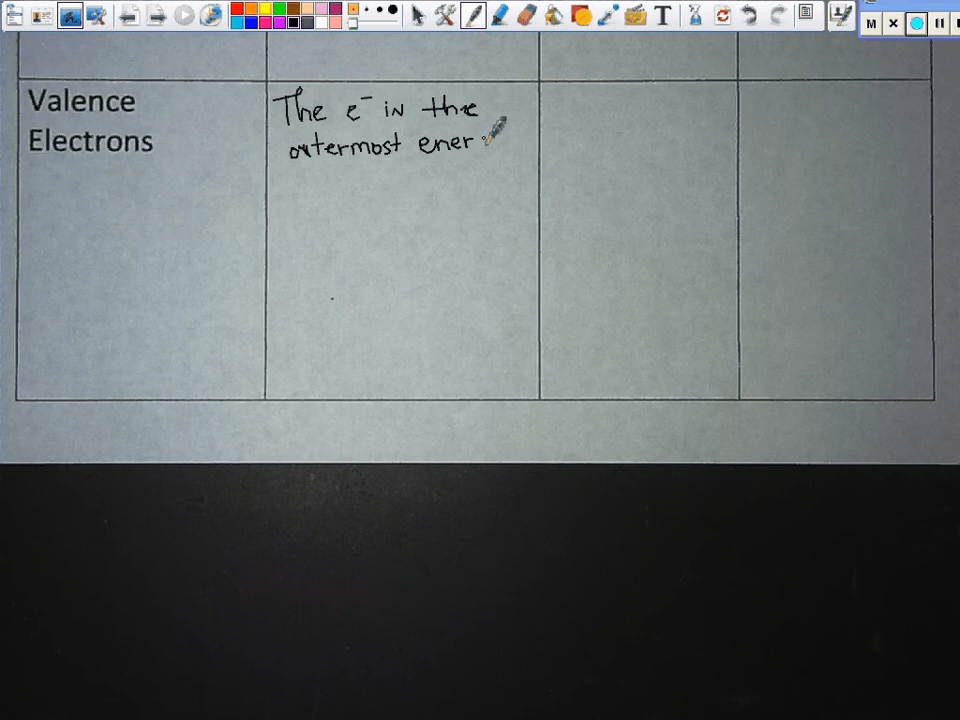 Valence
Electrons
The e⁻ in the
outermost ener
T
M